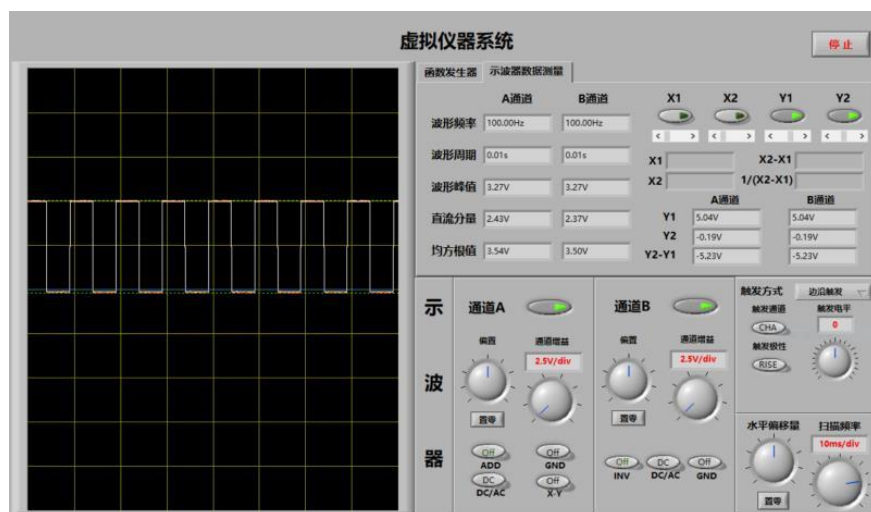 虚拟仪器系统
停止
函数发生器 示波器数据测量
A通道 B通道 X1 X2 Y1 Y2
波形频率 100.00Hz 100.00Hz
波形周期 0.01s 0.01s X1 X2-X1
波形峰值 3.27V 3.27V X2 1/(X2-X1)
A通道 B通道
直流分量 2.43V 2.37V Y1 5.04V 5.04V
Y2 -0.19V -0.19V
均方根值 3.54V 3.50V Y2-Y1 -5.23V -5.23V
示波器
通道A
偏置 通道增益
2.5V/div
置零
Off Off
ADD GND
DC Off
DC/AC X-Y
通道B
偏置 通道增益
2.5V/div
置零
Off DC Off
INV DC/AC GND
触发方式 边沿触发
触发通道 触发电平
CHA 0
触发极性
RISE
水平偏移量 扫描频率
10ms/div
置零